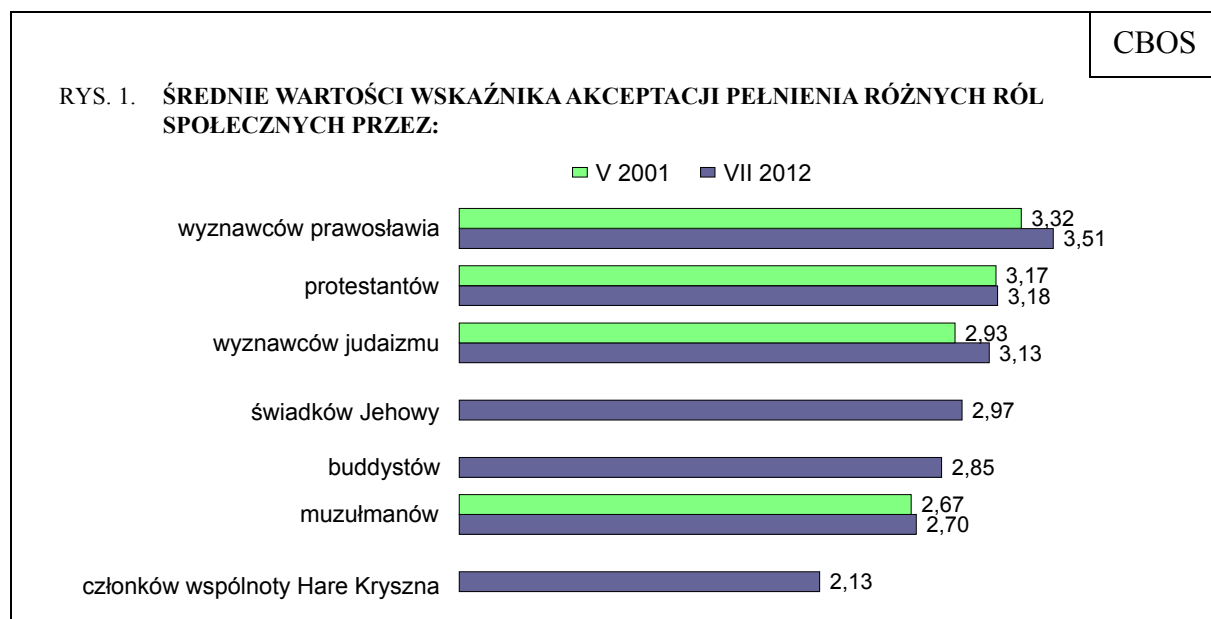 CBOS
RYS. 1. ŚREDNIE WARTOŚCI WSKAŹNIKA AKCEPTACJI PEŁNIENIA RÓŻNYCH RÓL
SPOŁECZNYCH PRZEZ:
V 2001 VII 2012
wyznawców prawosławia 3,32
3,51
protestantów 3,17
3,18
wyznawców judaizmu 2,93
3,13
świadków Jehowy 2,97
buddystów 2,85
muzułmanów 2,67
2,70
członków wspólnoty Hare Kryszna 2,13